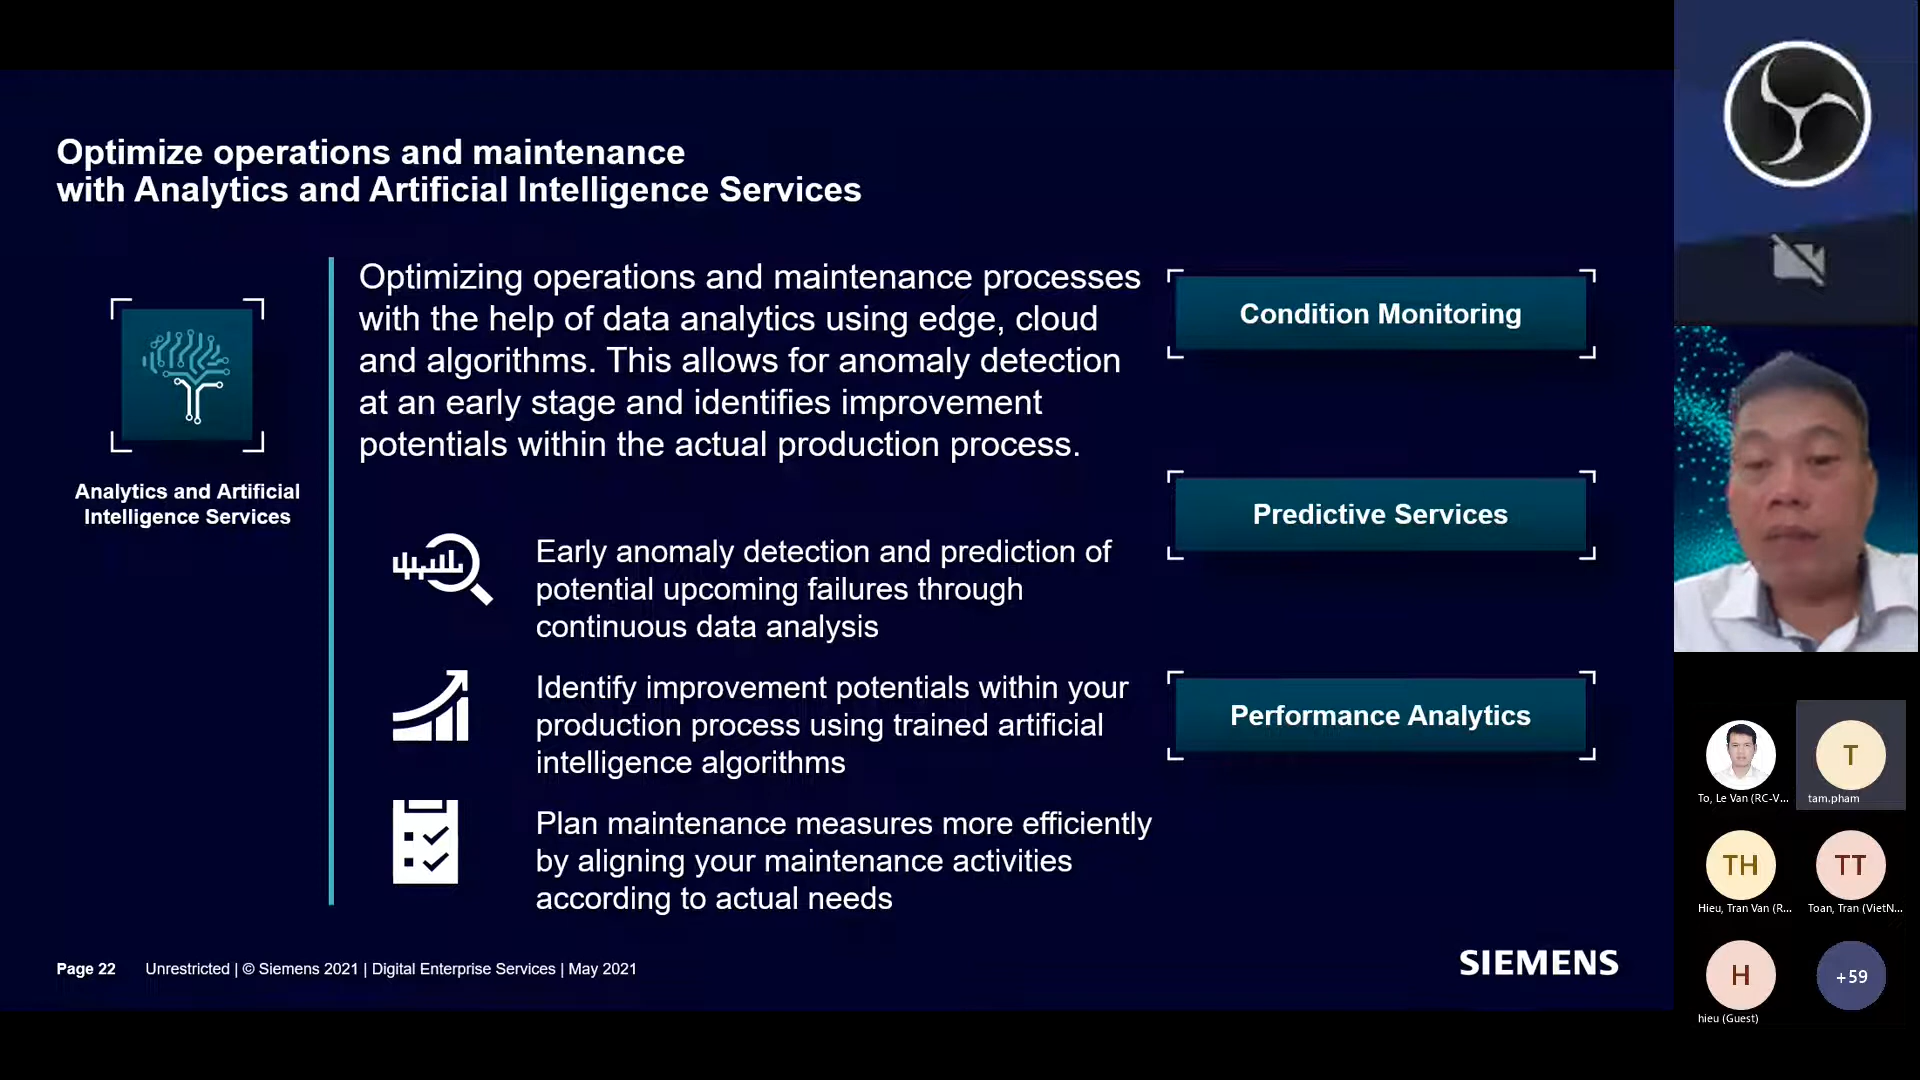 Optimize operations and maintenance
with Analytics and Artificial Intelligence Services
Analytics and Artificial
Intelligence Services
Optimizing operations and maintenance processes
with the help of data analytics using edge, cloud
and algorithms. This allows for anomaly detection
at an early stage and identifies improvement
potentials within the actual production process.
Early anomaly detection and prediction of
potential upcoming failures through
continuous data analysis
Identify improvement potentials within your
production process using trained artificial
intelligence algorithms
Plan maintenance measures more efficiently
by aligning your maintenance activities
according to actual needs
Condition Monitoring
Predictive Services
Performance Analytics
Page 22 Unrestricted | © Siemens 2021 | Digital Enterprise Services | May 2021
SIEMENS
To, Le Van (RC-V...
T
tam.pham
TH
Hieu, Tran Van (R...
TT
Toan, Tran (VietN...
H
hieu (Guest)
+59